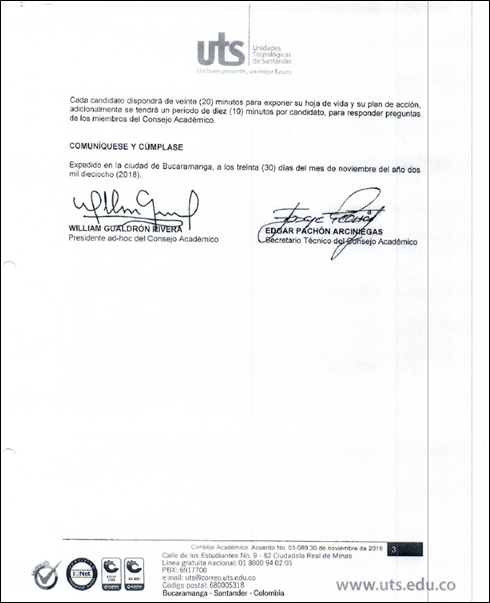 uts
Unidades
Tecnológicas
de Santander
Un buen presente, un mejor futuro
Cada candidato dispondrá de veinte (20) minutos para exponer su hoja de vida y su plan de acción,
adicionalmente se tendrá un periodo de diez (10) minutos por candidato, para responder preguntas
de los miembros del Consejo Académico.
COMUNÍQUESE Y CÚMPLASE
Expedido en la ciudad de Bucaramanga, a los treinta (30) días del mes de noviembre del año dos
mil dieciocho (2018).
WILLIAM GUALDRÓN RIVERA
Presidente ad-hoc del Consejo Académico
EDGAR PACHÓN ARCINIEGAS
Secretario Técnico del Consejo Académico
Consejo Académico Acuerdo No. 03-089 30 de noviembre de 2018 3
Calle de los Estudiantes No. 9 - 82 Ciudadela Real de Minas
Línea gratuita nacional: 01 8000 94 02 03
PBX: 6917700
e mail: uts@correo.uts.edu.co
Código postal: 680005318
Bucaramanga - Santander - Colombia
www.uts.edu.co